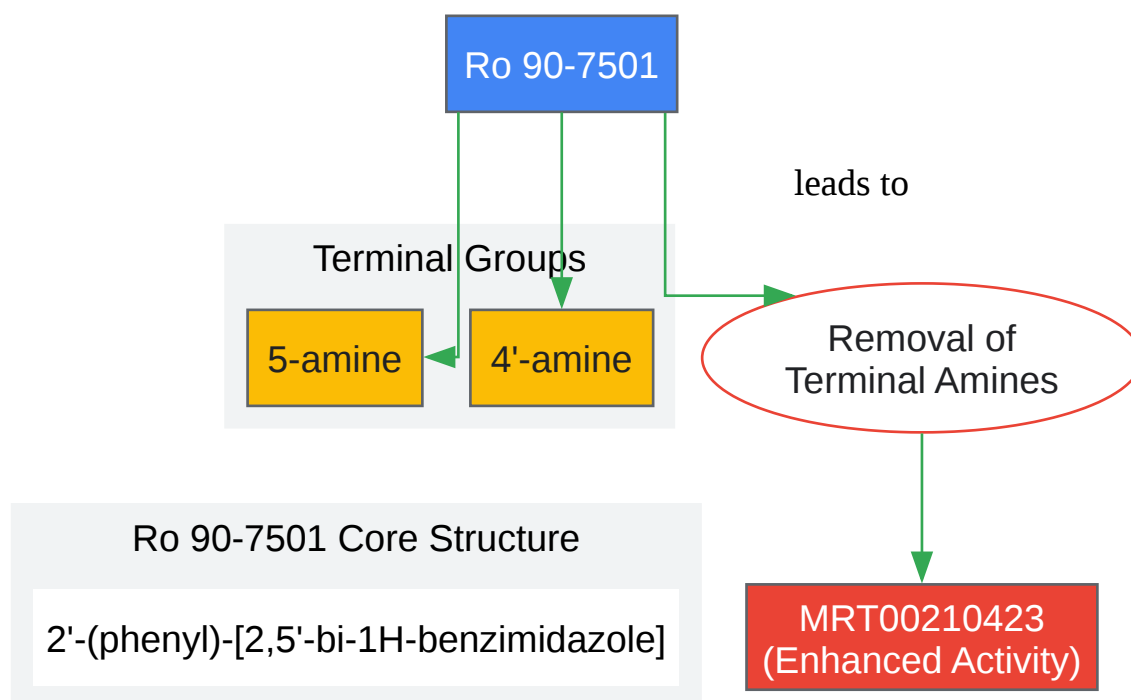 Ro 90-7501
leads to
Terminal Groups
5-amine
4'-amine
Removal of
Terminal Amines
Ro 90-7501 Core Structure
2'-(phenyl)-[2,5'-bi-1H-benzimidazole]
MRT00210423
(Enhanced Activity)